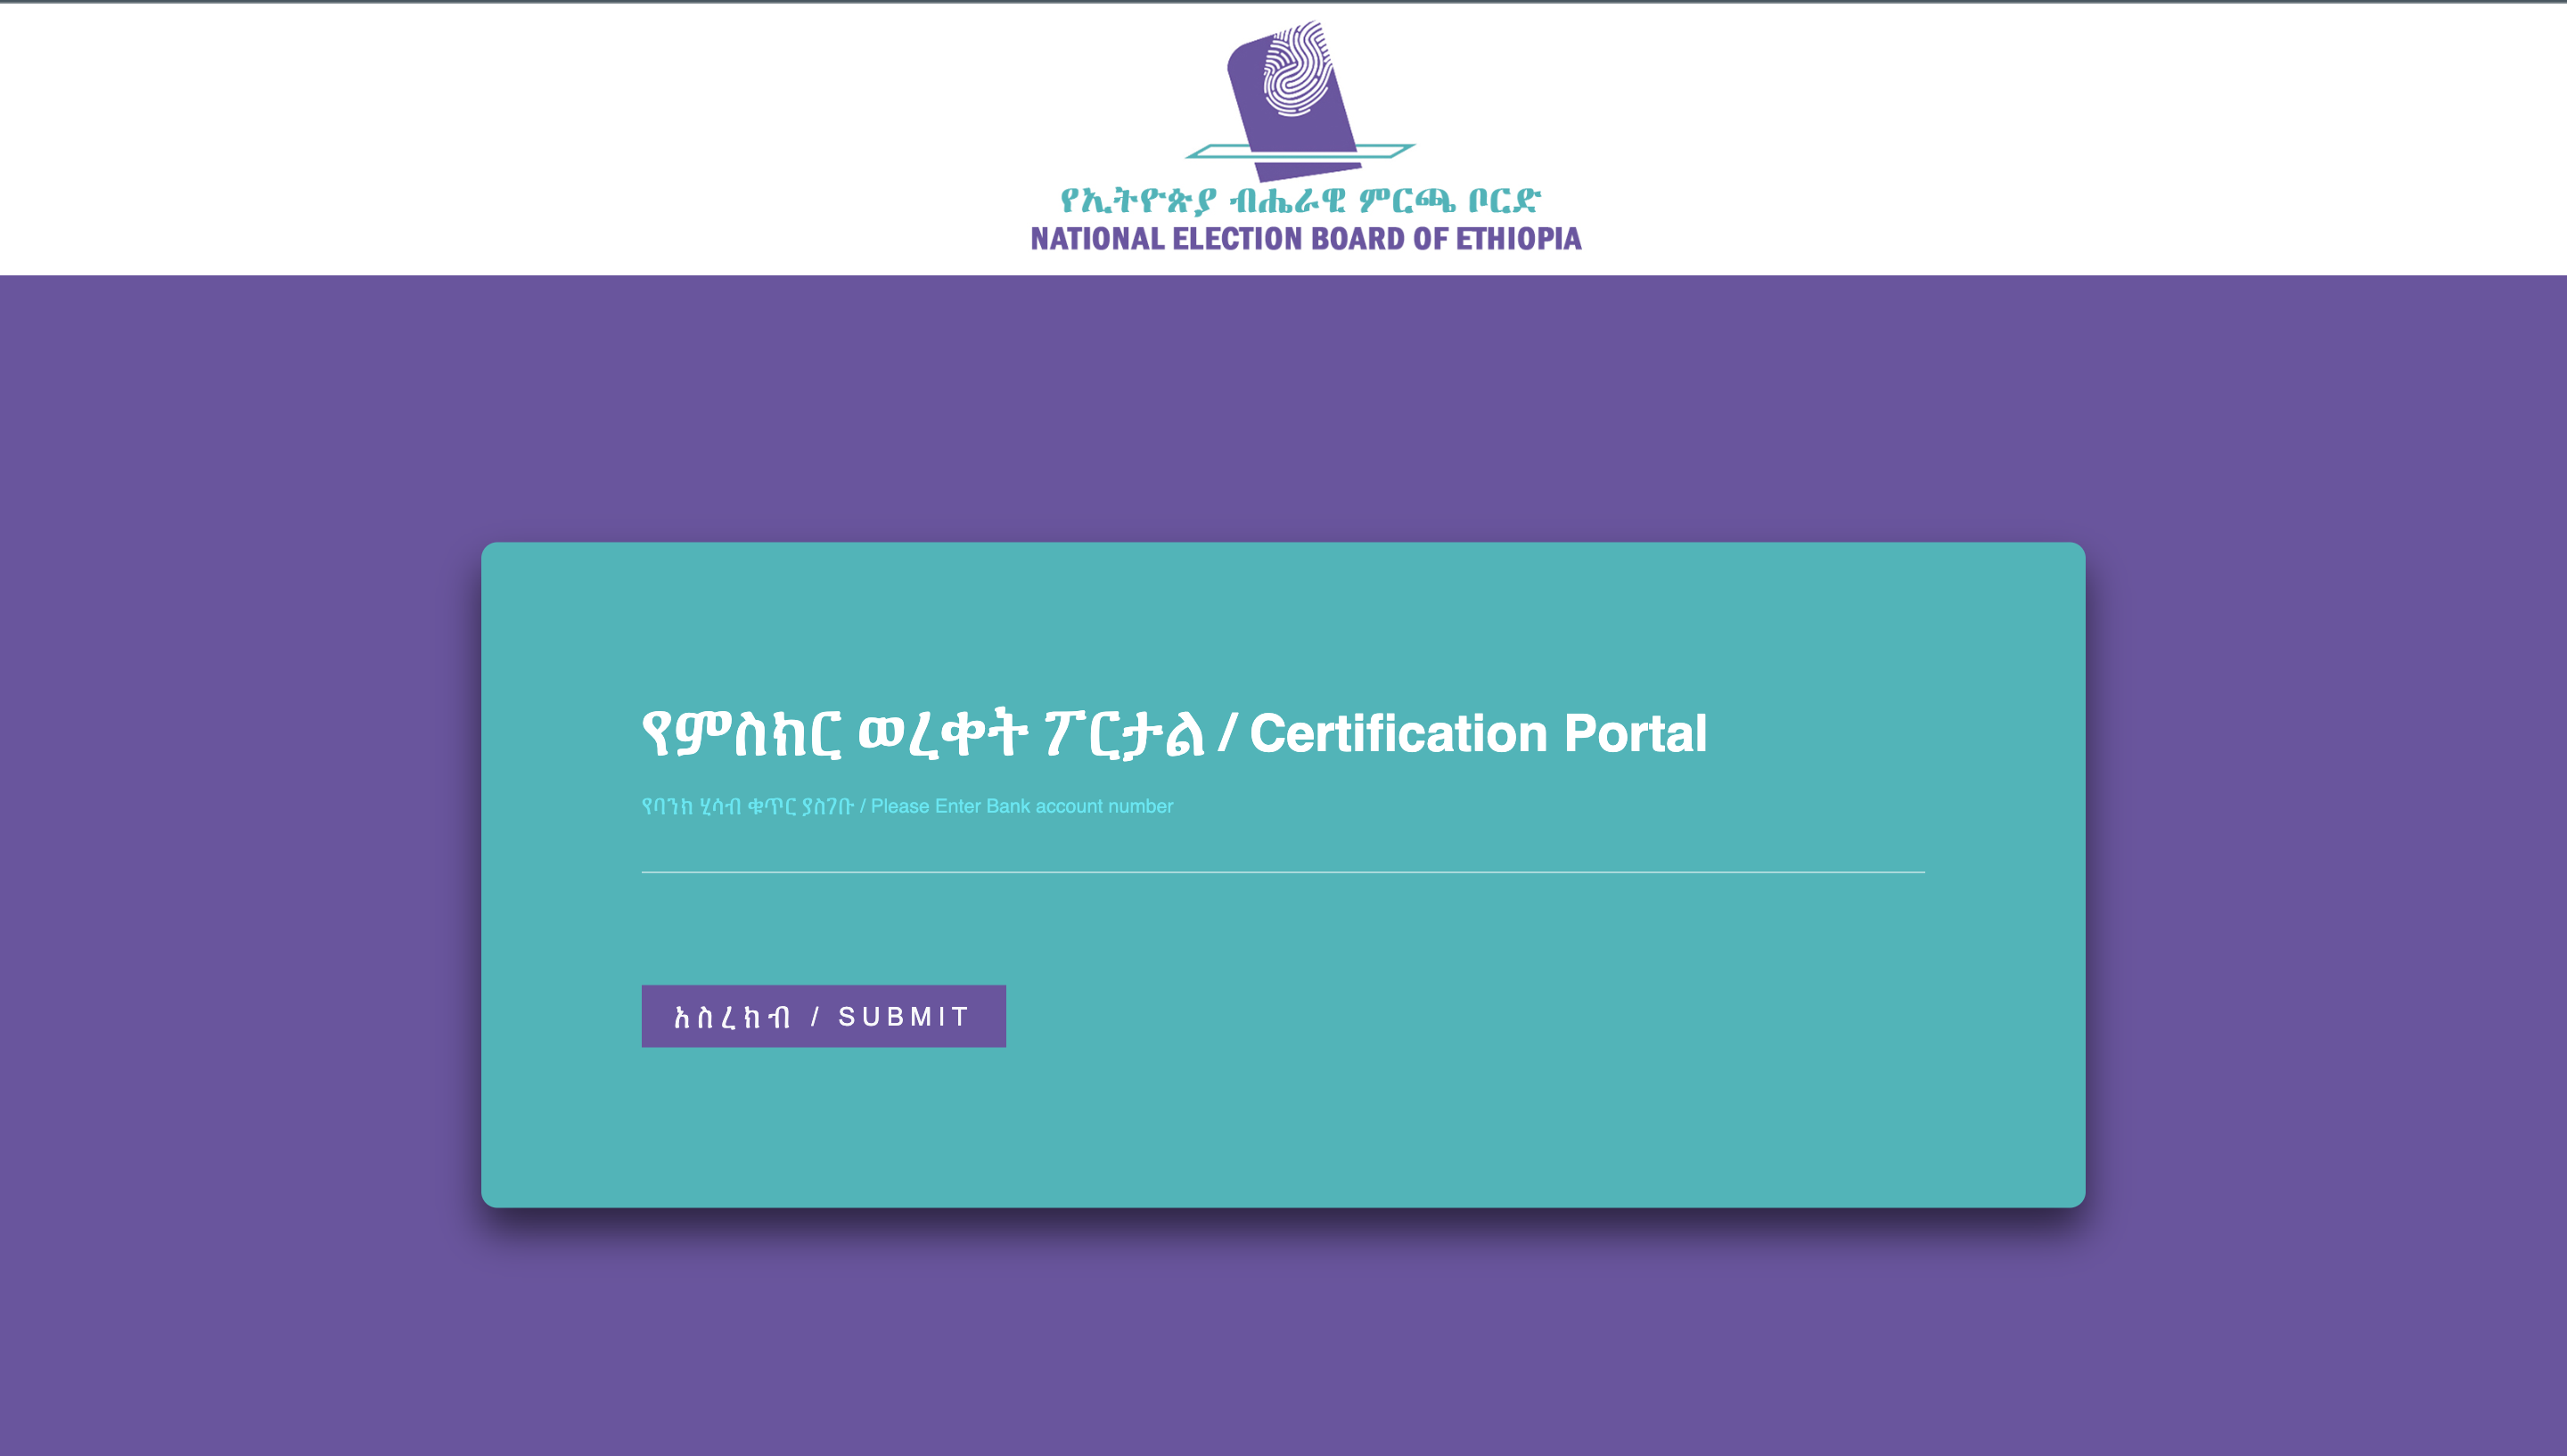 የኢትዮጵያ ብሔራዊ ምርጫ ቦርድ
NATIONAL ELECTION BOARD OF ETHIOPIA
የምስክር ወረቀት ፖርታል / Certification Portal
የባንክ ሂሳብ ቁጥር ያስገቡ / Please Enter Bank account number
አስረክብ / SUBMIT